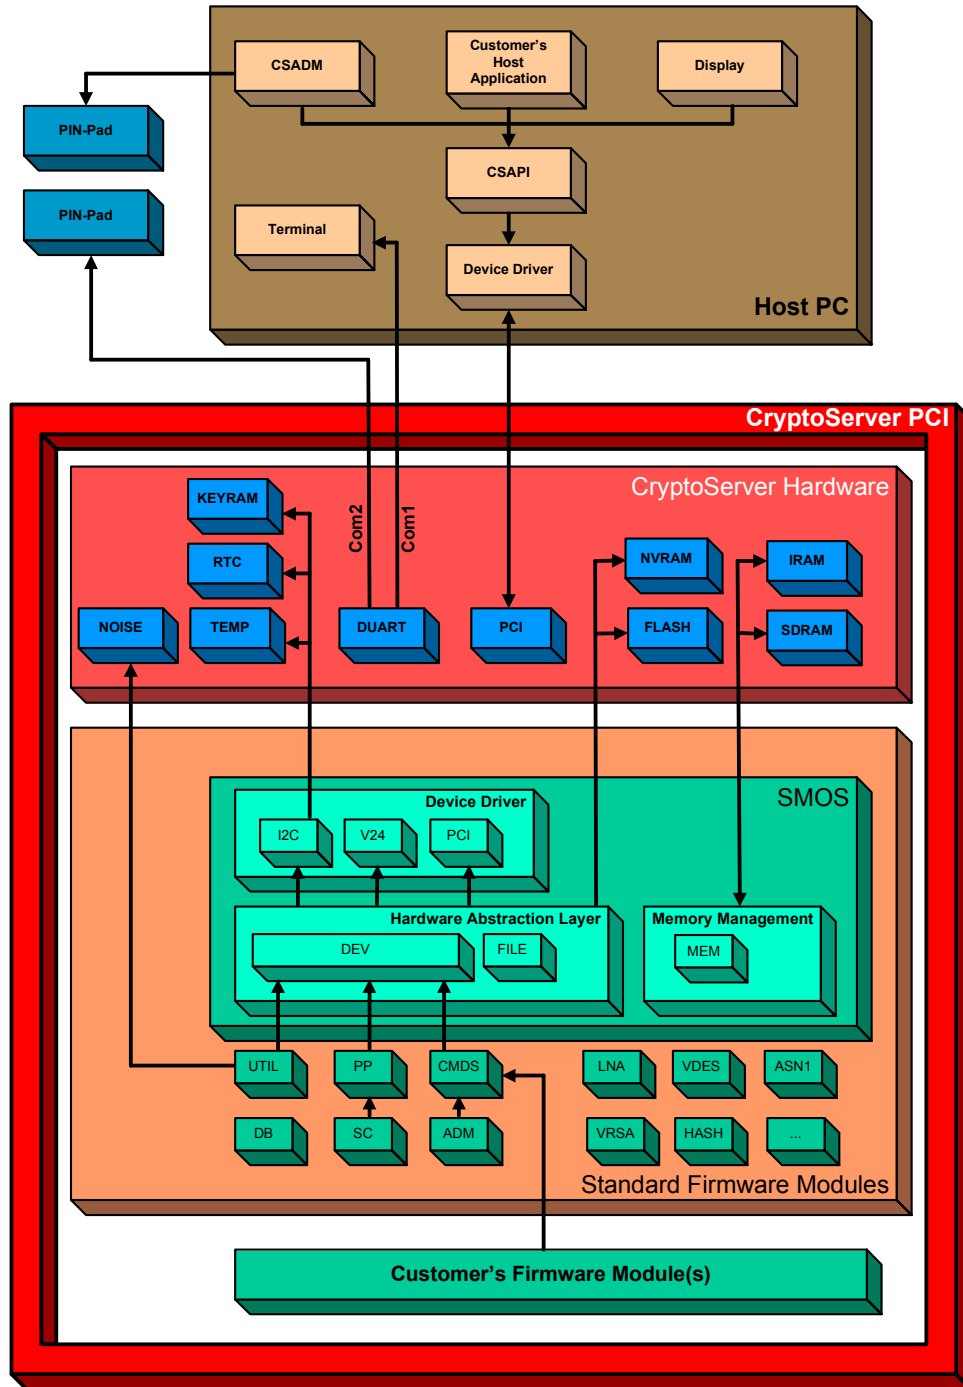 CSADM
Customer's
Host
Application
Display
PIN-Pad
CSAPI
PIN-Pad
Terminal
Device Driver
Host PC
CryptoServer PCI
CryptoServer Hardware
KEYRAM
Com2
Com1
NVRAM
IRAM
RTC
NOISE
TEMP
DUART
PCI
FLASH
SDRAM
SMOS
Device Driver
I2C
V24
PCI
Hardware Abstraction Layer
Memory Management
DEV
FILE
MEM
UTIL
PP
CMDS
LNA
VDES
ASN1
DB
SC
ADM
VRSA
HASH
...
Standard Firmware Modules
Customer's Firmware Module(s)